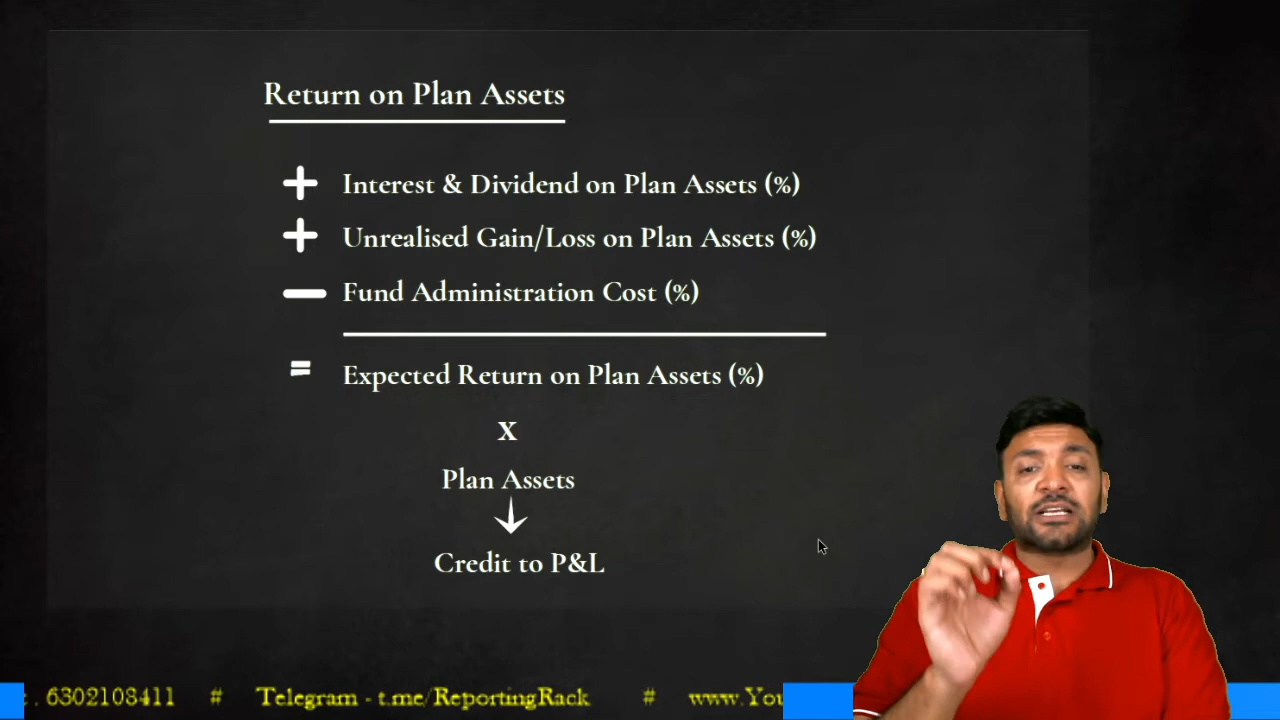 Return on Plan Assets
+ Interest & Dividend on Plan Assets (%)
+ Unrealised Gain/Loss on Plan Assets (%)
— Fund Administration Cost (%)
= Expected Return on Plan Assets (%)
x
Plan Assets
Credit to P&L
. 6302103411 # Telegram - t.me/ReportingRack # www.You